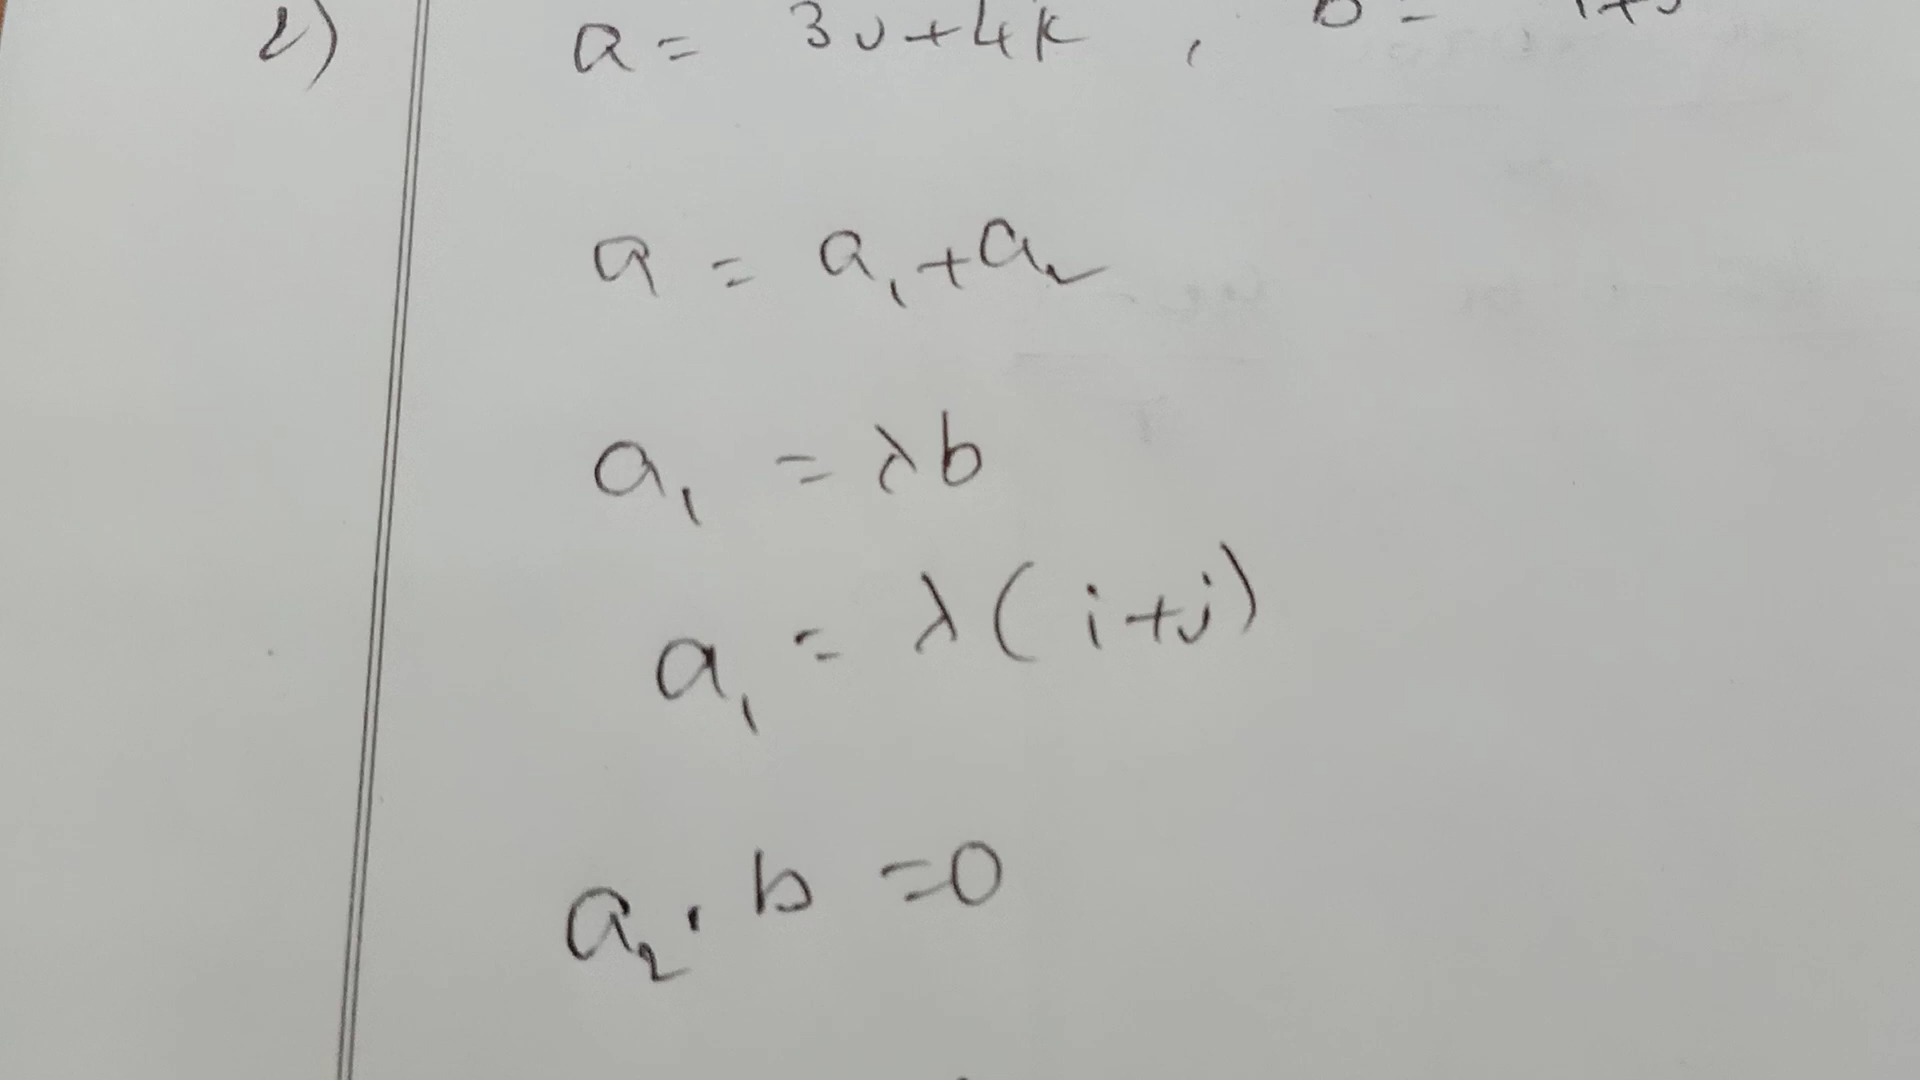 2) a = 3j+4k , b = i+j
a = a₁+a₂
a₁ = λb
a₁ = λ( i+j)
a₂ . b =0